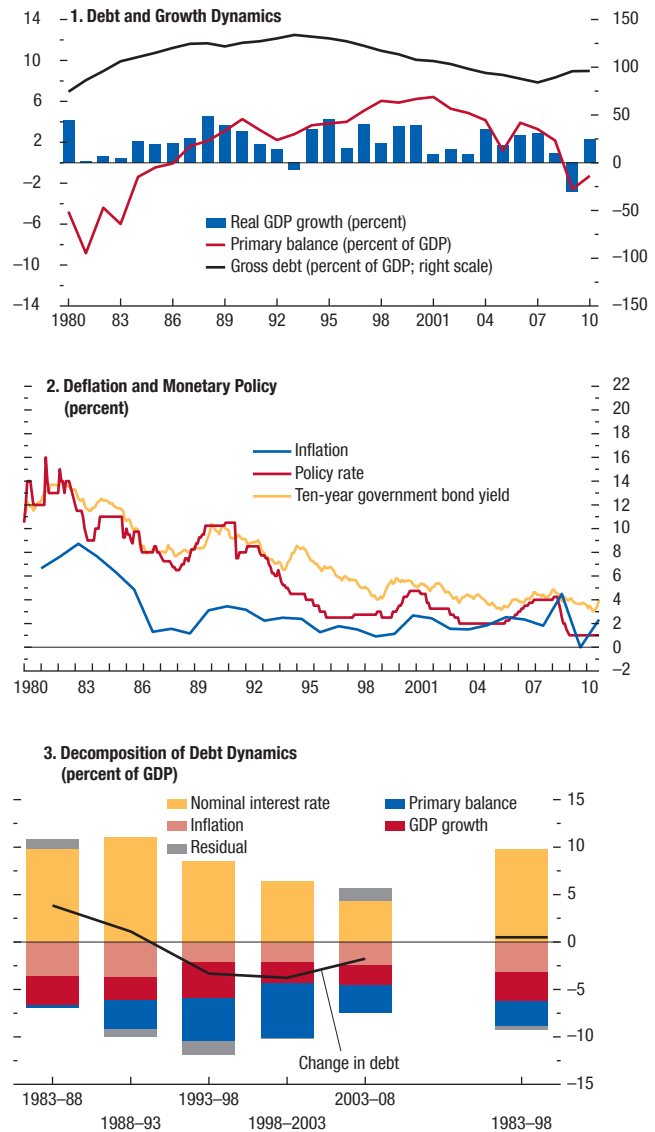 1. Debt and Growth Dynamics
14 150
10 100
6 50
2 0
–2 –50
–6 –100
–10
–14 –150
Real GDP growth (percent)
Primary balance (percent of GDP)
Gross debt (percent of GDP; right scale)
1980 83 86 89 92 95 98 2001 04 07 10
2. Deflation and Monetary Policy
(percent)
22
20
18
16
14
12
10
8
6
4
2
0
–2
Inflation
Policy rate
Ten-year government bond yield
1980 83 86 89 92 95 98 2001 04 07 10
3. Decomposition of Debt Dynamics
(percent of GDP)
Nominal interest rate Primary balance
Inflation GDP growth
Residual
15
10
5
0
–5
–10
–15
Change in debt
1983–88 1993–98 2003–08
1988–93 1998–2003 1983–98